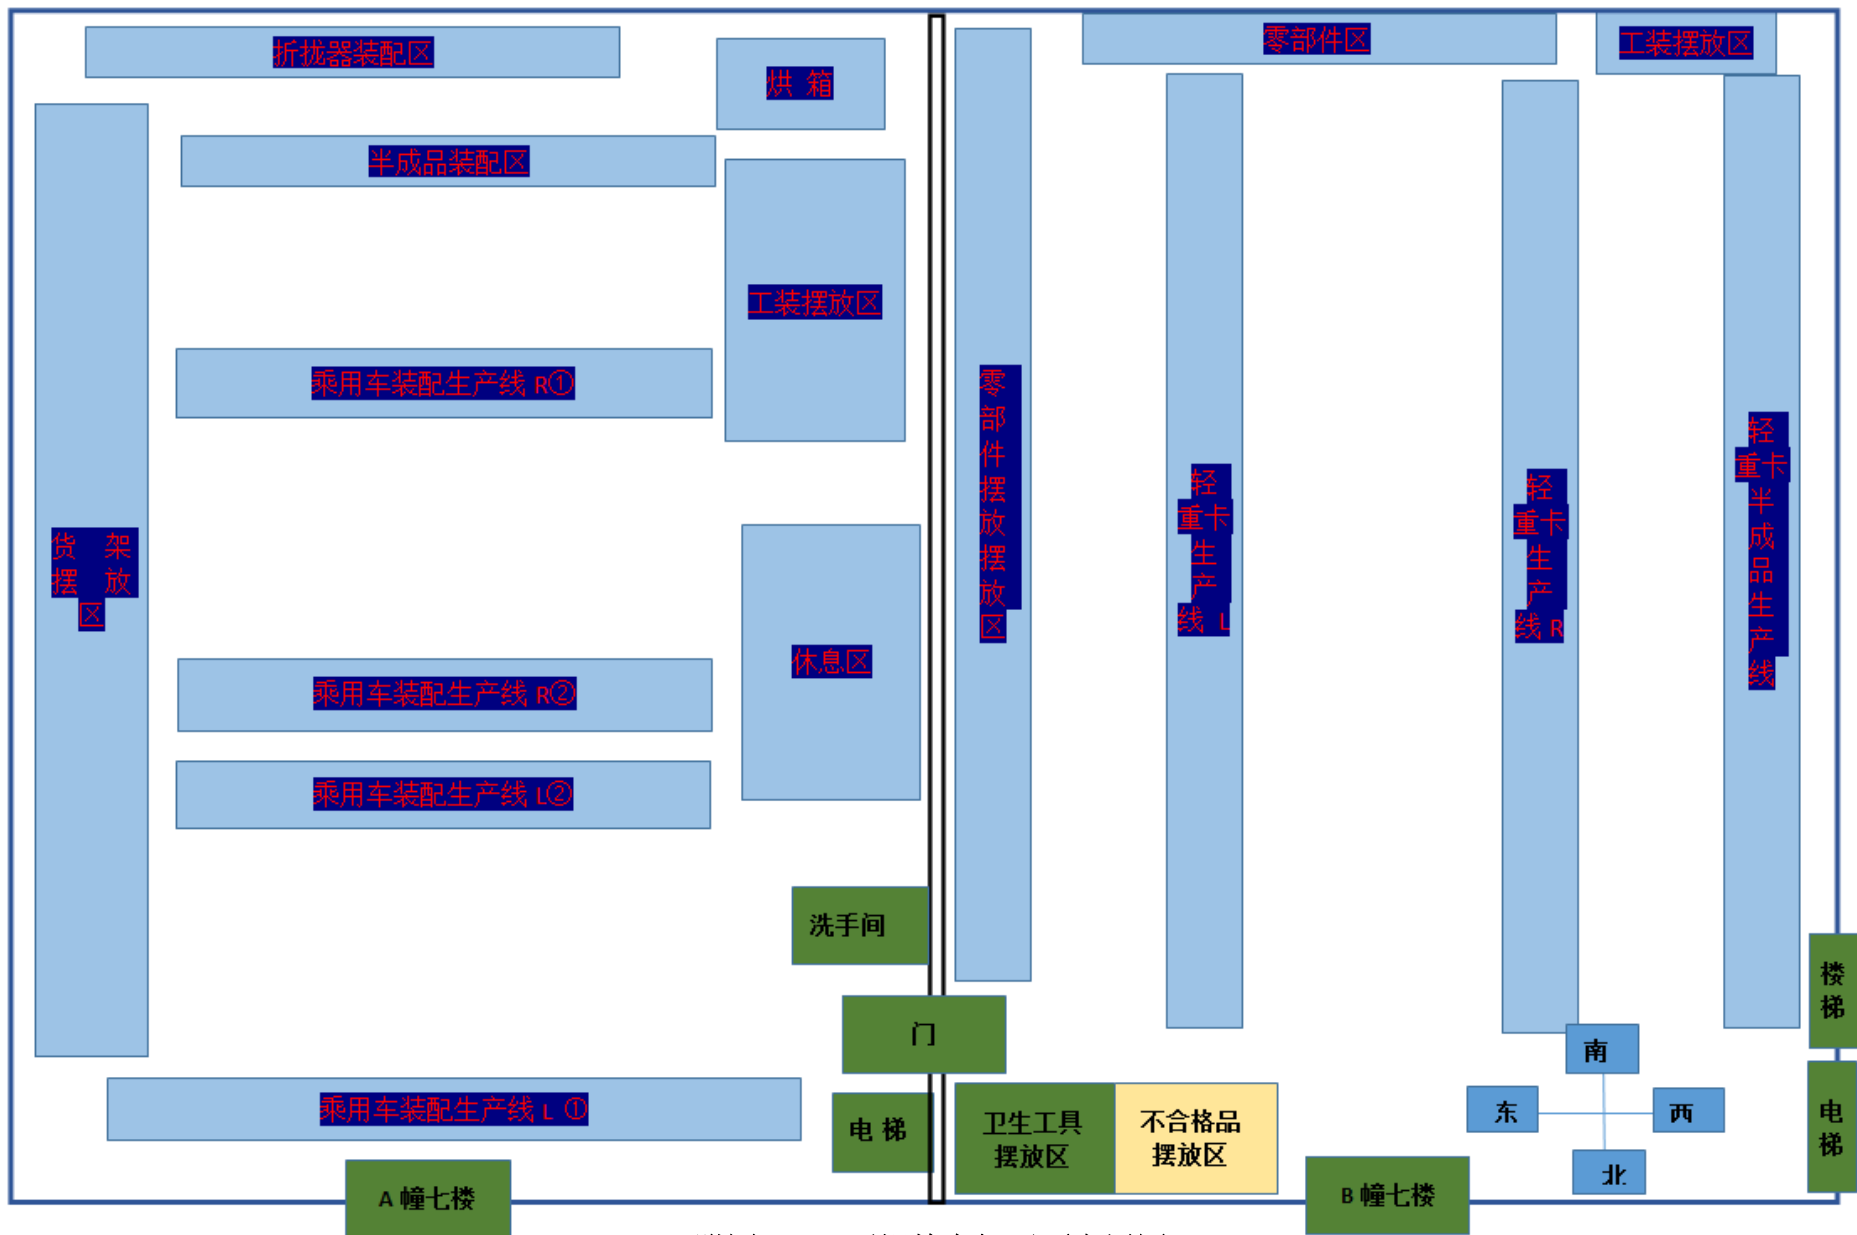 折拢器装配区
烘 箱
半成品装配区
工装摆放区
乘用车装配生产线 R①
货 架
摆 放
区
乘用车装配生产线 R②
休息区
乘用车装配生产线 L②
洗手间
门
乘用车装配生产线 L ①
电 梯
A 幢七楼
零部件区
工装摆放区
零
部
件
摆
放
摆
放
区
轻
重卡
生
产
线 L
轻
重卡
生
产
线 R
轻
重卡
半
成
品
生
产
线
楼
梯
南
东
西
北
卫生工具
摆放区
不合格品
摆放区
电
梯
B 幢七楼